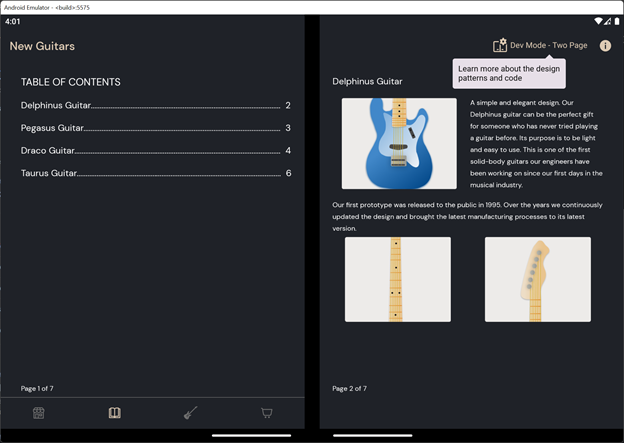 Android Emulator - <build>:5575
4:01
New Guitars
TABLE OF CONTENTS
Delphinus Guitar 2
Pegasus Guitar 3
Draco Guitar 4
Taurus Guitar 6
Page 1 of 7
Dev Mode - Two Page
i
Learn more about the design
patterns and code
Delphinus Guitar
A simple and elegant design. Our
Delphinus guitar can be the perfect gift
for someone who has never tried playing
a guitar before. Its purpose is to be light
and easy to use. This is one of the first
solid-body guitars our engineers have
been working on since our first days in the
musical industry.
Our first prototype was released to the public in 1995. Over the years we continuously
updated the design and brought the latest manufacturing processes to its latest
version.
Page 2 of 7